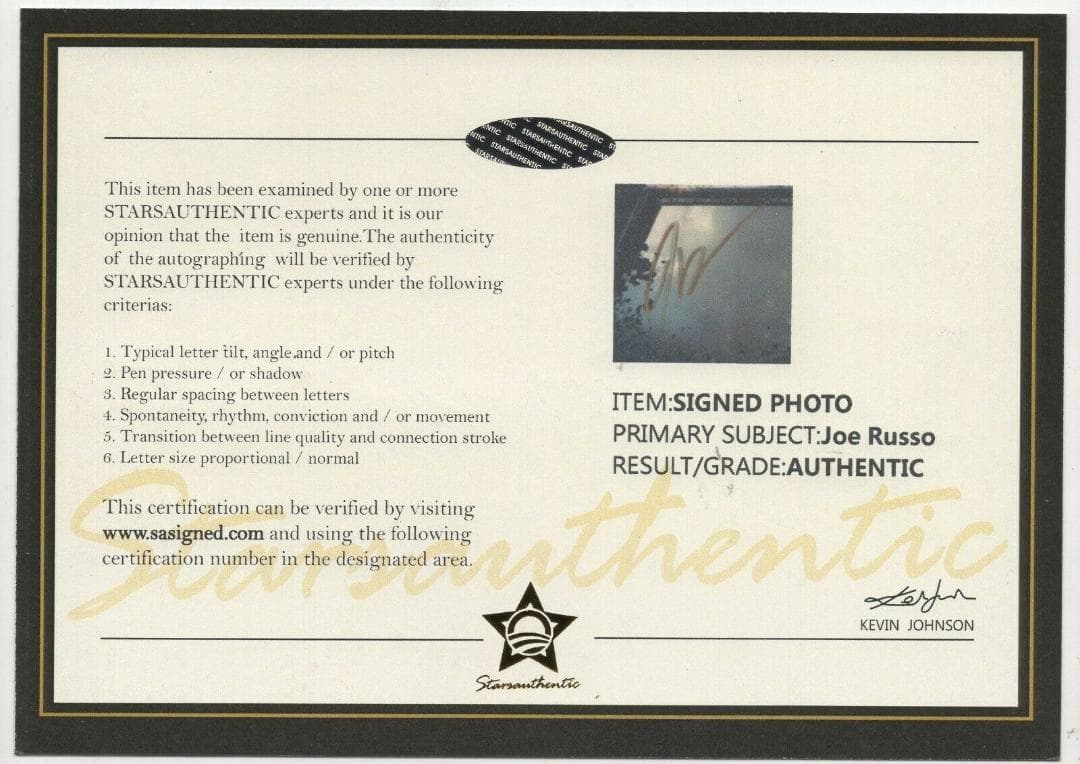 STARSAUTHENTIC STARSAUTHENTIC STARSAUTHENTIC
This item has been examined by one or more
STARSAUTHENTIC experts and it is our
opinion that the item is genuine.The authenticity
of the autographing will be verified by
STARSAUTHENTIC experts under the following
criterias:
1. Typical letter tilt, angle,and / or pitch
2. Pen pressure / or shadow
3. Regular spacing between letters
4. Spontaneity, rhythm, conviction and / or movement
5. Transition between line quality and connection stroke
6. Letter size proportional / normal
This certification can be verified by visiting
www.sasigned.com and using the following
certification number in the designated area.
ITEM:SIGNED PHOTO
PRIMARY SUBJECT:Joe Russo
RESULT/GRADE:AUTHENTIC
Starsauthentic
KEVIN JOHNSON
Starsauthentic